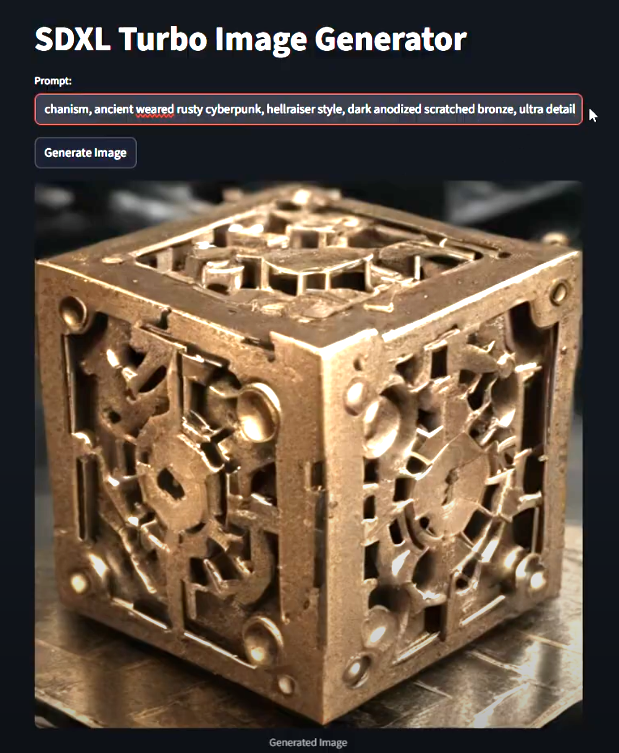 SDXL Turbo Image Generator
Prompt:
chanism, ancient weared rusty cyberpunk, hellraiser style, dark anodized scratched bronze, ultra detail
Generate Image
Generated Image